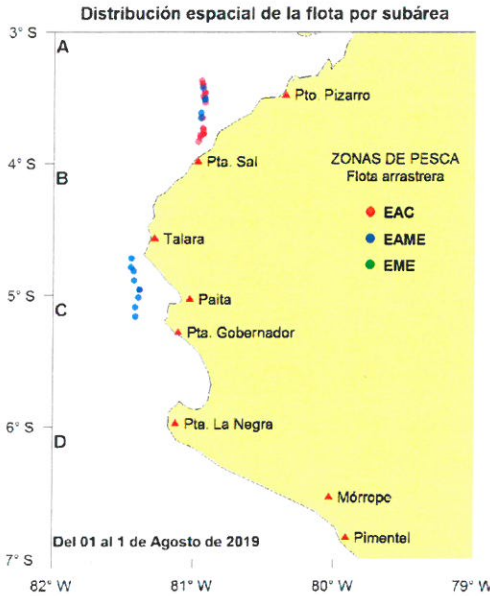 Distribución espacial de la flota por subárea
3° S
A
Pto. Pizarro
4° S
Pta. Sal
ZONAS DE PESCA
Flota arrastrera
B
EAC
Talara
EAME
EME
5° S
Paita
C
Pta. Gobernador
6° S
Pta. La Negra
D
Mórrope
Pimentel
Del 01 al 1 de Agosto de 2019
7° S
82° W
81° W
80° W
79° W